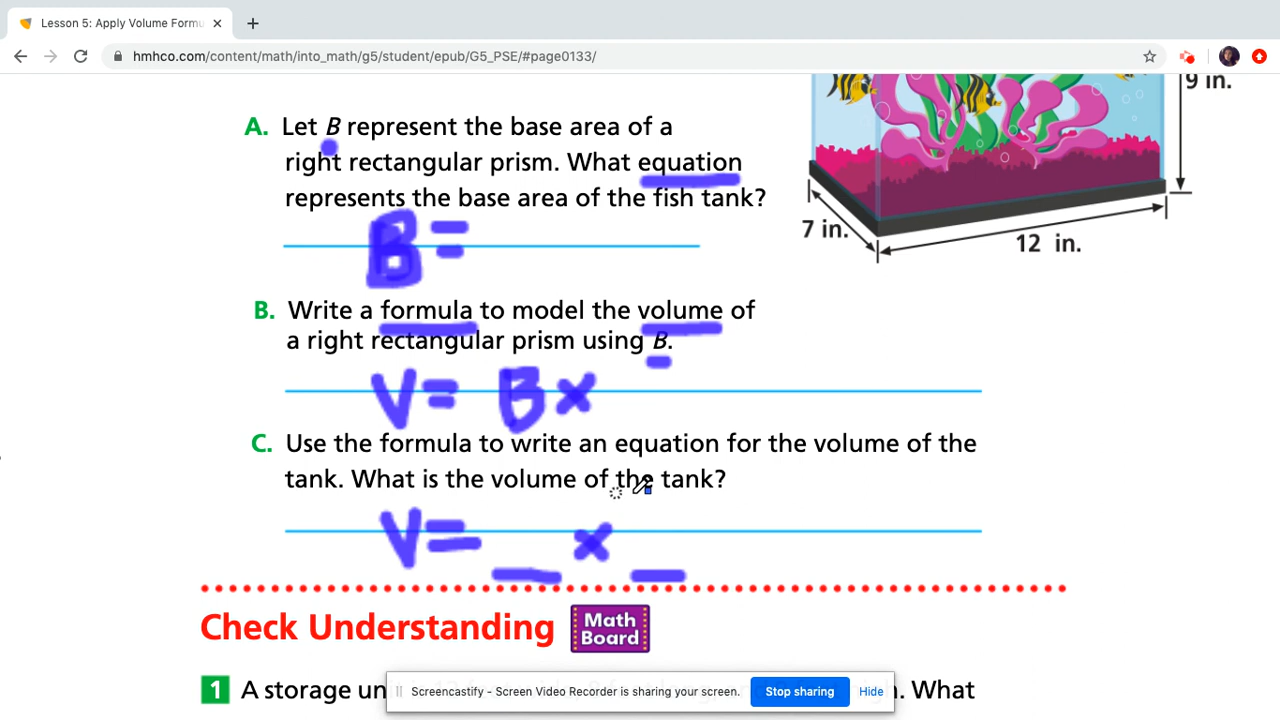 Lesson 5: Apply Volume Formu
hmhco.com/content/math/into_math/g5/student/epub/G5_PSE/#page0133/
9 in.
A. Let B represent the base area of a
right rectangular prism. What equation
represents the base area of the fish tank?
7 in.
12 in.
B =
B. Write a formula to model the volume of
a right rectangular prism using B.
V = B x
C. Use the formula to write an equation for the volume of the
tank. What is the volume of the tank?
V = __ x __
Check Understanding
Math
Board
1 A storage un
. What
Screencastify - Screen Video Recorder is sharing your screen.
Stop sharing
Hide